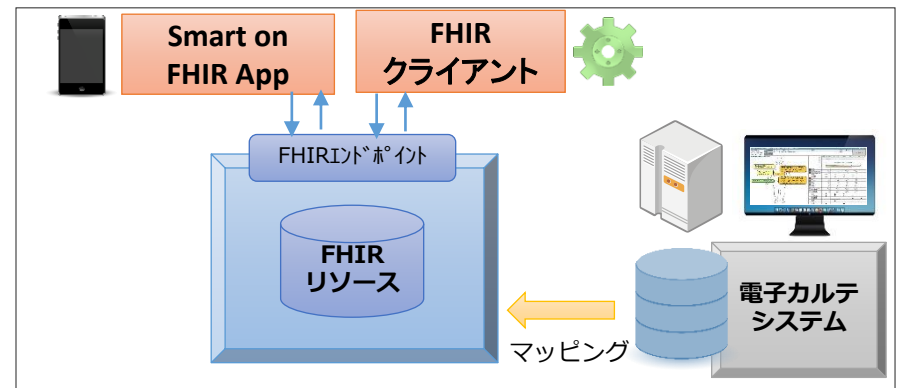 Smart on
FHIR App
FHIR
クライアント
FHIRｴﾝﾄﾞﾎﾟｲﾝﾄ
FHIR
リソース
マッピング
電子カルテ
システム